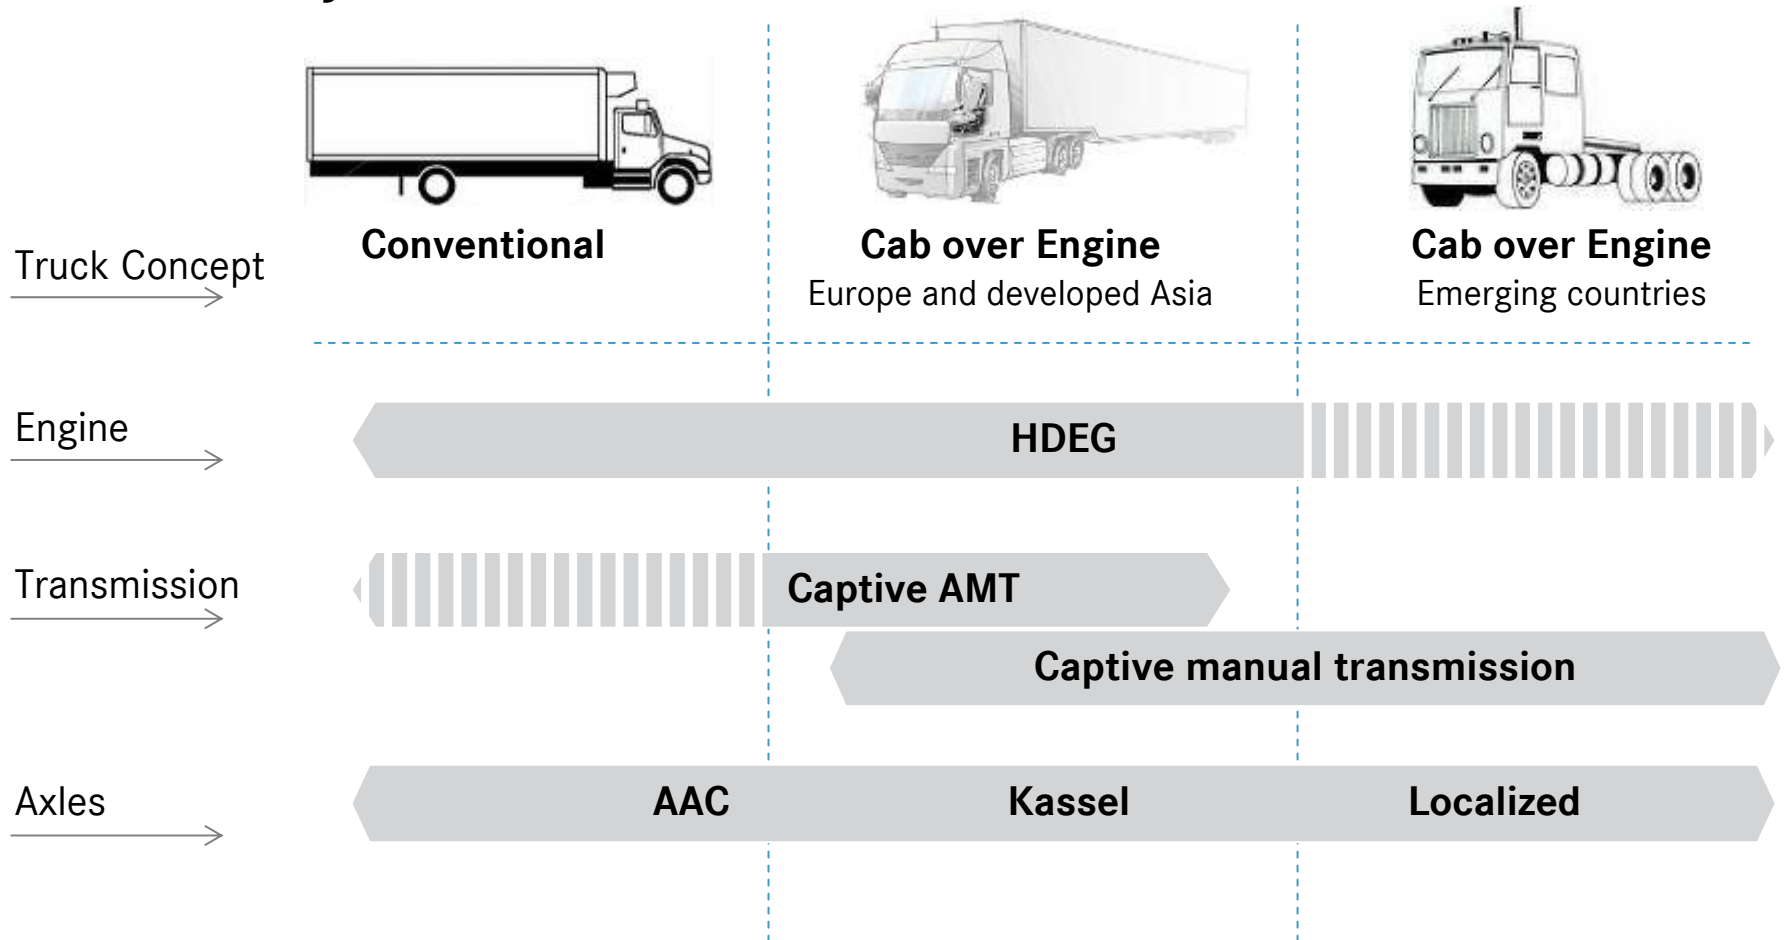 Conventional
Cab over Engine
Cab over Engine
Truck Concept
Europe and developed Asia
Emerging countries
Engine
HDEG
Transmission
Captive AMT
Captive manual transmission
Axles
AAC
Kassel
Localized